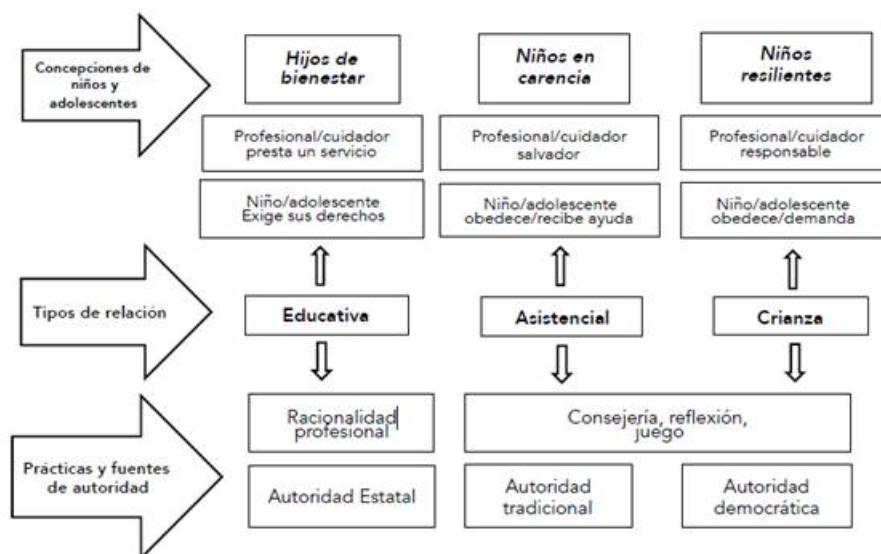 Concepciones de
niños y
adolescentes
Hijos de
bienestar
Niños en
carencia
Niños
resilientes
Profesional/cuidador
presta un servicio
Profesional/cuidador
salvador
Profesional/cuidador
responsable
Niño/adolescente
Exige sus derechos
Niño/adolescente
obedece/recibe ayuda
Niño/adolescente
obedece/demanda
Tipos de relación
Educativa
Asistencial
Crianza
Prácticas y fuentes
de autoridad
Racionalidad
profesional
Consejería, reflexión,
juego
Autoridad Estatal
Autoridad
tradicional
Autoridad
democrática